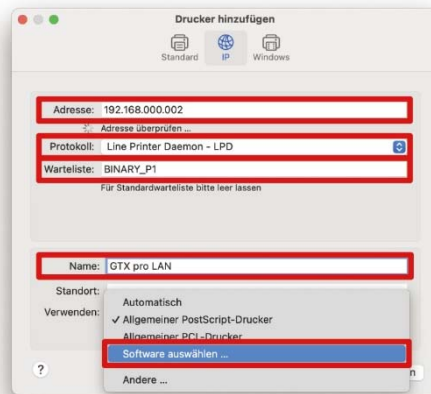 Drucker hinzufügen
Standard IP Windows
Adresse: 192.168.000.002
Adresse überprüfen ...
Protokoll: Line Printer Daemon - LPD
Warteliste: BINARY_P1
Für Standardwarteliste bitte leer lassen
Name: GTX pro LAN
Standort:
Verwenden:
Automatisch
✓ Allgemeiner PostScript-Drucker
Allgemeiner PCL-Drucker
Software auswählen ...
Andere ...
?
n